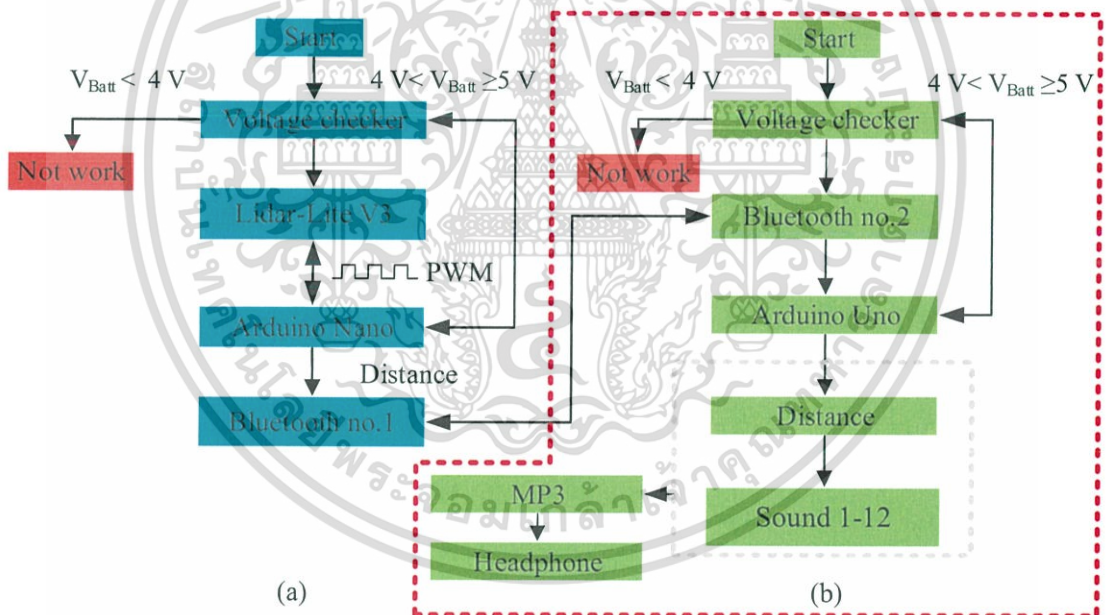 Start
V_Batt < 4 V
4 V< V_Batt ≥5 V
Voltage checker
Not work
Lidar-Lite V3
PWM
Arduino Nano
Distance
Bluetooth no.1
(a)
Start
V_Batt < 4 V
4 V< V_Batt ≥5 V
Voltage checker
Not work
Bluetooth no.2
Arduino Uno
Distance
Sound 1-12
MP3
Headphone
(b)